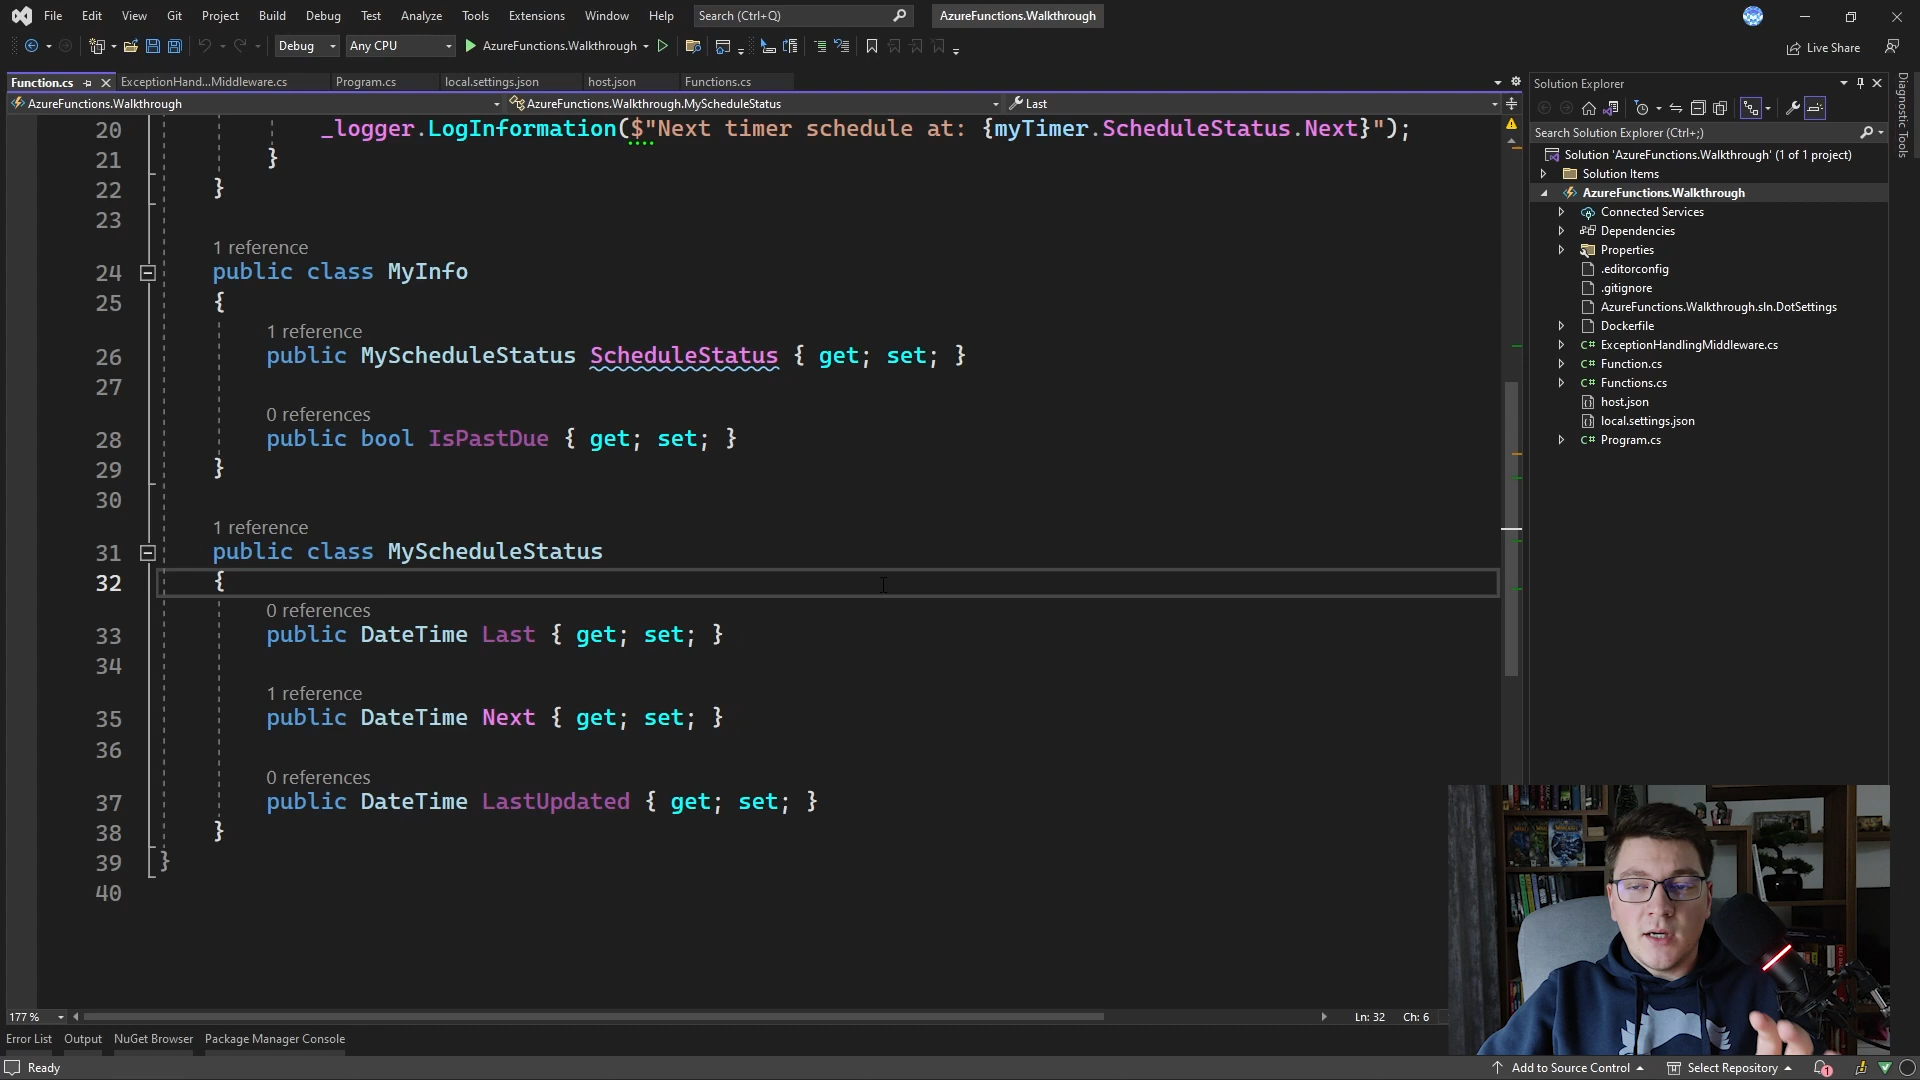 File Edit View Git Project Build Debug Test Analyze Tools Extensions Window Help Search (Ctrl+Q) AzureFunctions.Walkthrough
Debug Any CPU AzureFunctions.Walkthrough Live Share
Function.cs ExceptionHand...Middleware.cs Program.cs local.settings.json host.json Functions.cs
AzureFunctions.Walkthrough AzureFunctions.Walkthrough.MyScheduleStatus Last
20 _logger.LogInformation($"Next timer schedule at: {myTimer.ScheduleStatus.Next}");
21 }
22 }
23
1 reference
24 public class MyInfo
25 {
1 reference
26 public MyScheduleStatus ScheduleStatus { get; set; }
27
0 references
28 public bool IsPastDue { get; set; }
29 }
30
1 reference
31 public class MyScheduleStatus
32 {
0 references
33 public DateTime Last { get; set; }
34
1 reference
35 public DateTime Next { get; set; }
36
0 references
37 public DateTime LastUpdated { get; set; }
38 }
39 }
40
177 % Ln: 32 Ch: 6
Solution Explorer
Search Solution Explorer (Ctrl+;)
Solution 'AzureFunctions.Walkthrough' (1 of 1 project)
Solution Items
AzureFunctions.Walkthrough
Connected Services
Dependencies
Properties
.editorconfig
.gitignore
AzureFunctions.Walkthrough.sln.DotSettings
Dockerfile
C# ExceptionHandlingMiddleware.cs
C# Function.cs
C# Functions.cs
host.json
local.settings.json
C# Program.cs
Diagnostic Tools
Error List Output NuGet Browser Package Manager Console
Ready Add to Source Control Select Repository 1